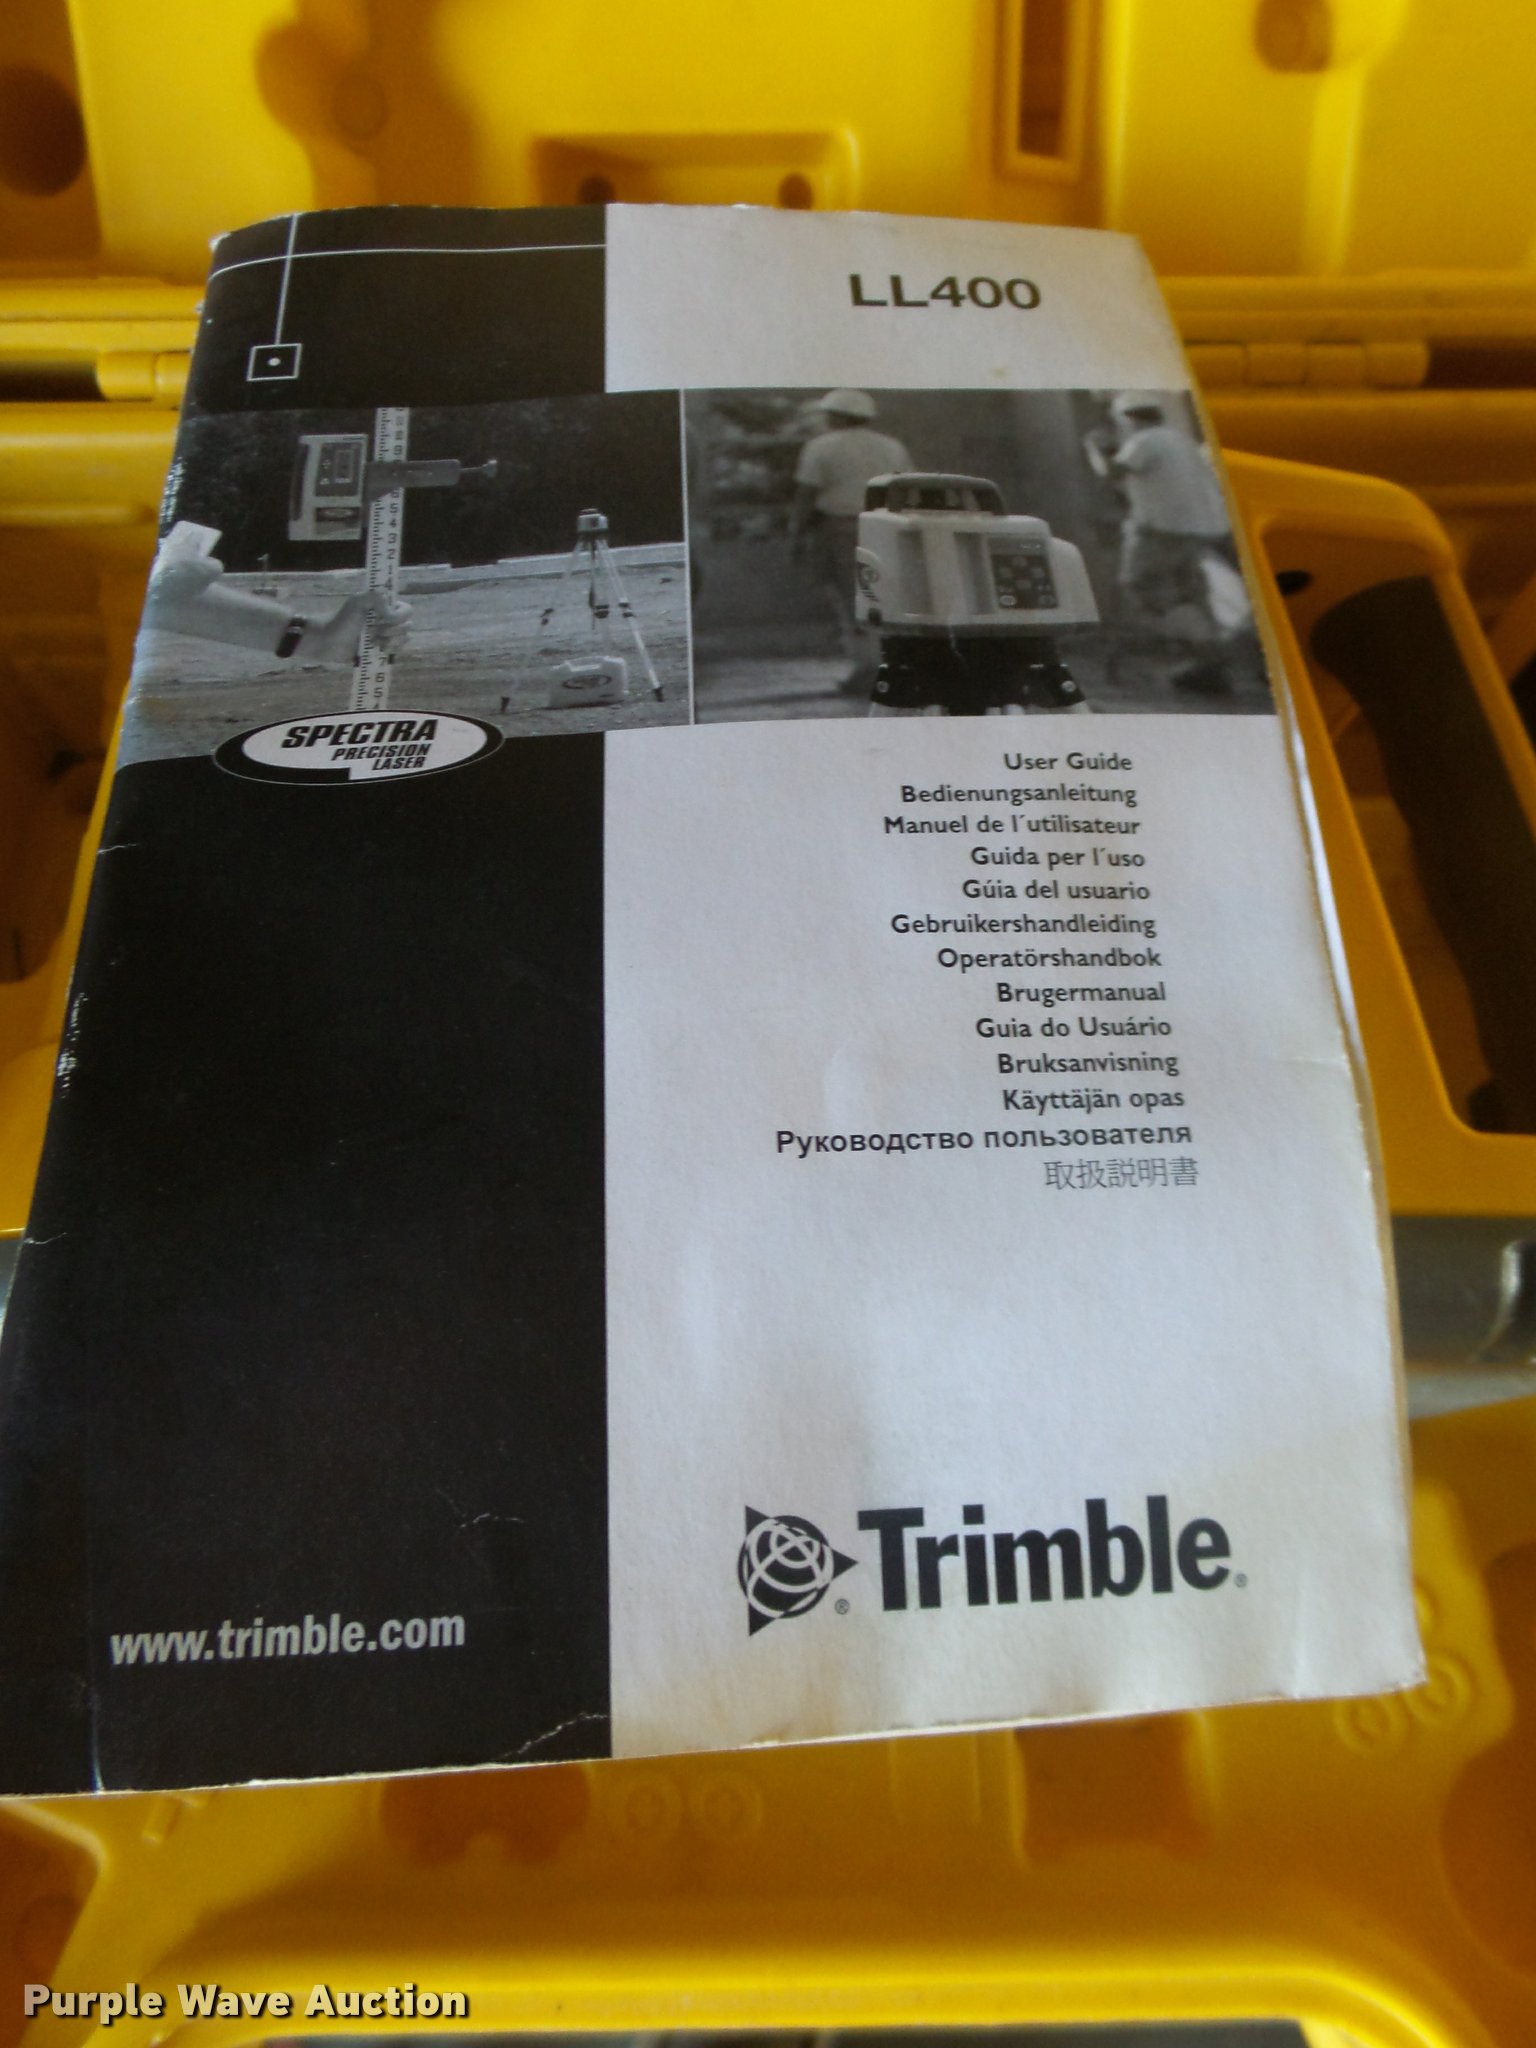 LL400
SPECTRA
PRECISION
LASER
User Guide
Bedienungsanleitung
Manuel de l´utilisateur
Guida per l´uso
Gúia del usuario
Gebruikershandleiding
Operatörshandbok
Brugermanual
Guia do Usuário
Bruksanvisning
Käyttäjän opas
Руководство пользователя
取扱説明書
Trimble®
www.trimble.com
Purple Wave Auction